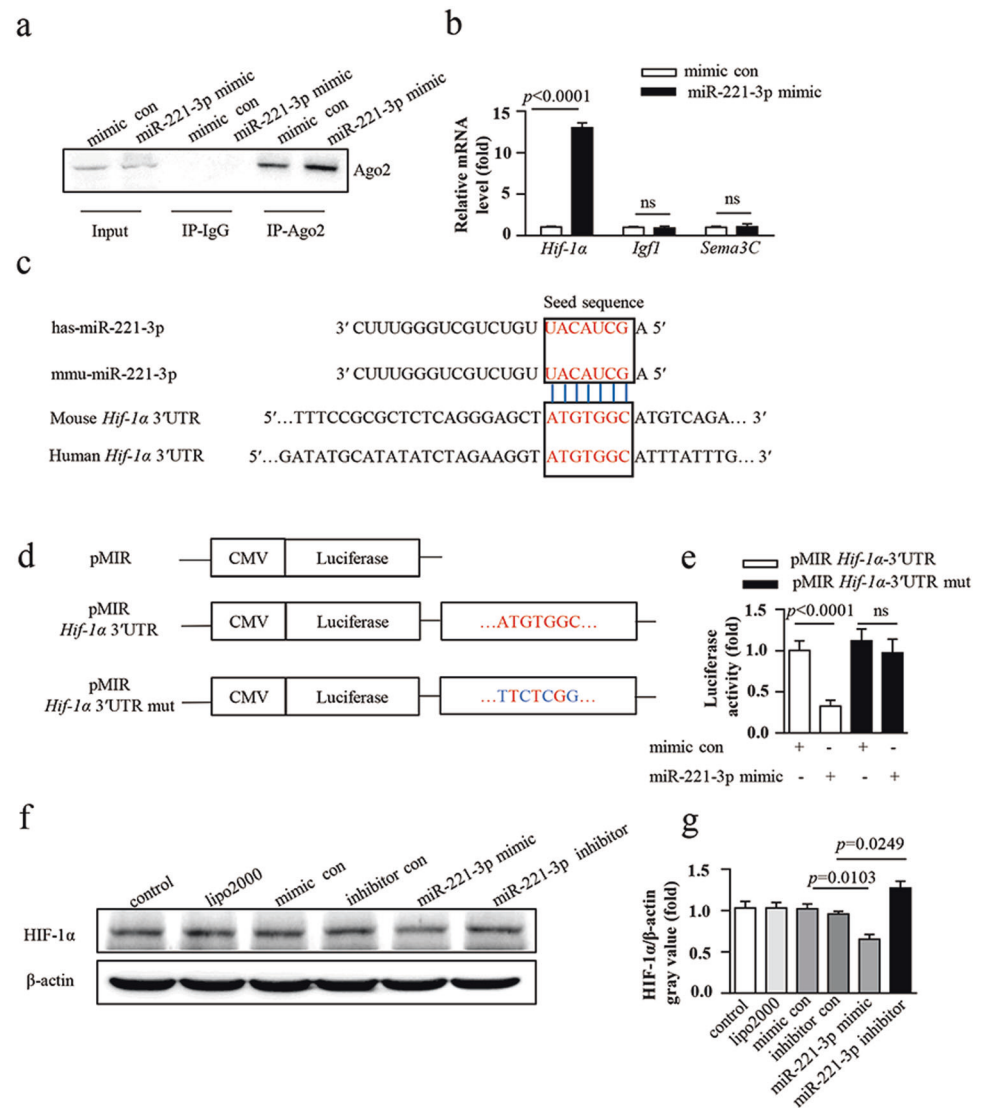 a
mimic con
miR-221-3p mimic
mimic con
miR-221-3p mimic
mimic con
miR-221-3p mimic
Ago2
Input IP-IgG IP-Ago2
b
mimic con
miR-221-3p mimic
p<0.0001
ns
ns
Relative mRNA
level (fold)
15
10
5
0
Hif-1α Igf1 Sema3C
c
Seed sequence
has-miR-221-3p 3′ CUUUGGGUCGUCUGU UACAUCG A 5′
mmu-miR-221-3p 3′ CUUUGGGUCGUCUGU UACAUCG A 5′
Mouse Hif-1α 3′UTR 5′…TTTCCGCGCTCTCAGGGAGCT ATGTGGC ATGTCAGA… 3′
Human Hif-1α 3′UTR 5′…GATATGCATATATCTAGAAGGT ATGTGGC ATTTATTTG… 3′
d
pMIR CMV Luciferase
pMIR
Hif-1α 3′UTR CMV Luciferase …ATGTGGC…
pMIR
Hif-1α 3′UTR mut CMV Luciferase …TTCTCGG…
e
pMIR Hif-1α-3′UTR
pMIR Hif-1α-3′UTR mut
p<0.0001 ns
Luciferase
activity (fold)
1.5
1.0
0.5
0.0
mimic con + - + -
miR-221-3p mimic - + - +
f
control
lipo2000
mimic con
inhibitor con
miR-221-3p mimic
miR-221-3p inhibitor
HIF-1α
β-actin
g
p=0.0249
p=0.0103
HIF-1α/β-actin
gray value (fold)
1.5
1.0
0.5
0.0
control
lipo2000
mimic con
inhibitor con
miR-221-3p mimic
miR-221-3p inhibitor